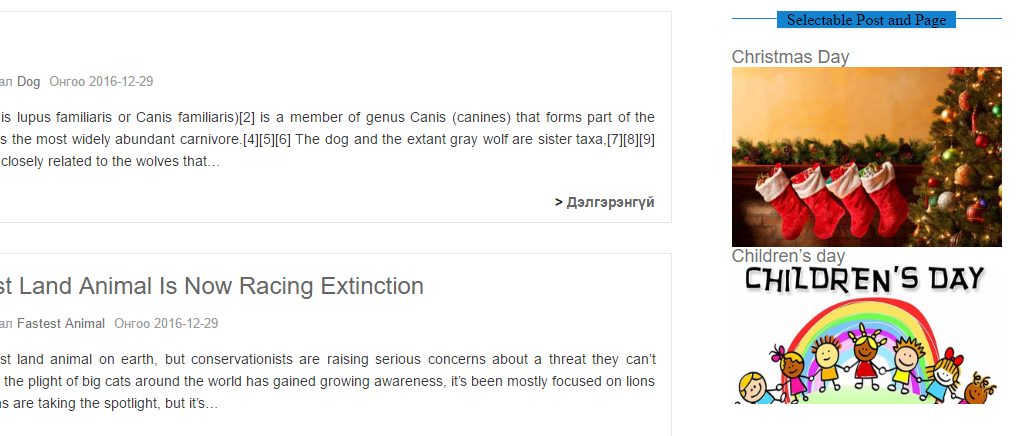 ал Dog Онгоо 2016-12-29
is lupus familiaris or Canis familiaris)[2] is a member of genus Canis (canines) that forms part of the
s the most widely abundant carnivore.[4][5][6] The dog and the extant gray wolf are sister taxa,[7][8][9]
closely related to the wolves that…
> Дэлгэрэнгүй
st Land Animal Is Now Racing Extinction
ал Fastest Animal Онгоо 2016-12-29
st land animal on earth, but conservationists are raising serious concerns about a threat they can’t
the plight of big cats around the world has gained growing awareness, it’s been mostly focused on lions
as are taking the spotlight, but it’s…
Selectable Post and Page
Christmas Day
Children’s day
CHILDREN’S DAY